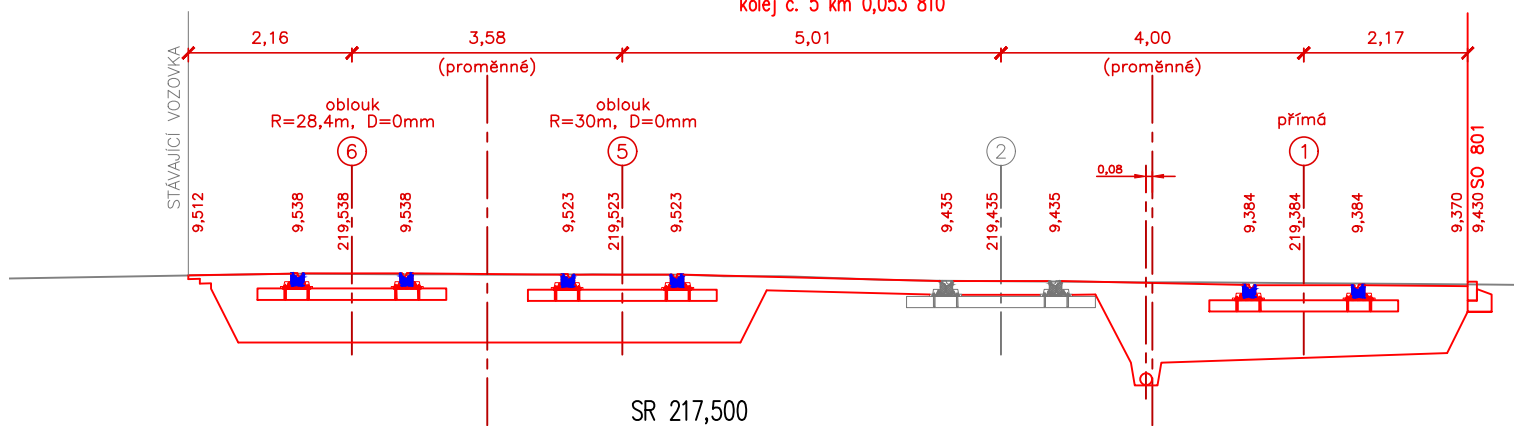 kolej č. 5 km 0,053 810
2,16
3,58
5,01
4,00
2,17
(proměnné)
(proměnné)
STÁVAJÍCÍ VOZOVKA
oblouk
R=28,4m, D=0mm
oblouk
R=30m, D=0mm
přímá
6
5
2
1
0,08
SO 801
9,512
9,538
219,538
9,538
9,523
219,523
9,523
9,435
219,435
9,435
9,384
219,384
9,384
9,370
9,430
SR 217,500